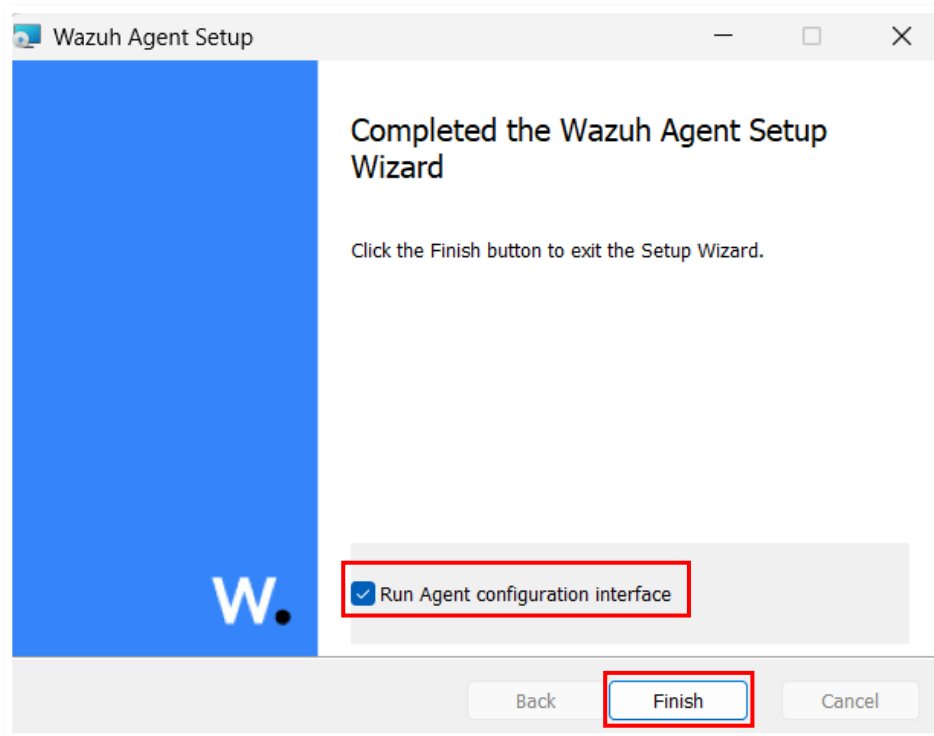 Wazuh Agent Setup
Completed the Wazuh Agent Setup
Wizard
Click the Finish button to exit the Setup Wizard.
W.
Run Agent configuration interface
Back
Finish
Cancel